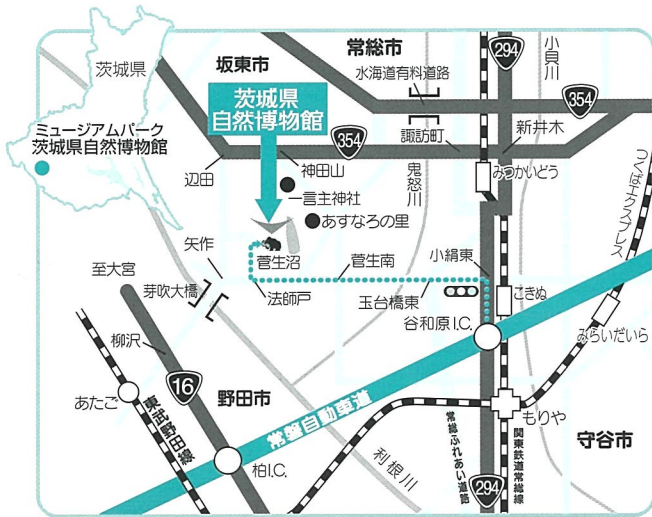 茨城県
ミュージアムパーク
茨城県自然博物館
坂東市
常総市
水海道有料道路
294
小貝川
354
茨城県
自然博物館
354
諏訪町
新井木
辺田
神田山
一言主神社
あすなろの里
鬼怒川
みつかいどう
つくばエクスプレス
矢作
菅生沼
菅生南
小絹東
至大宮
芽吹大橋
法師戸
玉台橋東
こきぬ
谷和原I.C.
みらいだいら
柳沢
16
野田市
あたご
東武野田線
常磐自動車道
柏I.C.
利根川
もりや
守谷市
常総ふれあい道路
関東鉄道常総線
294